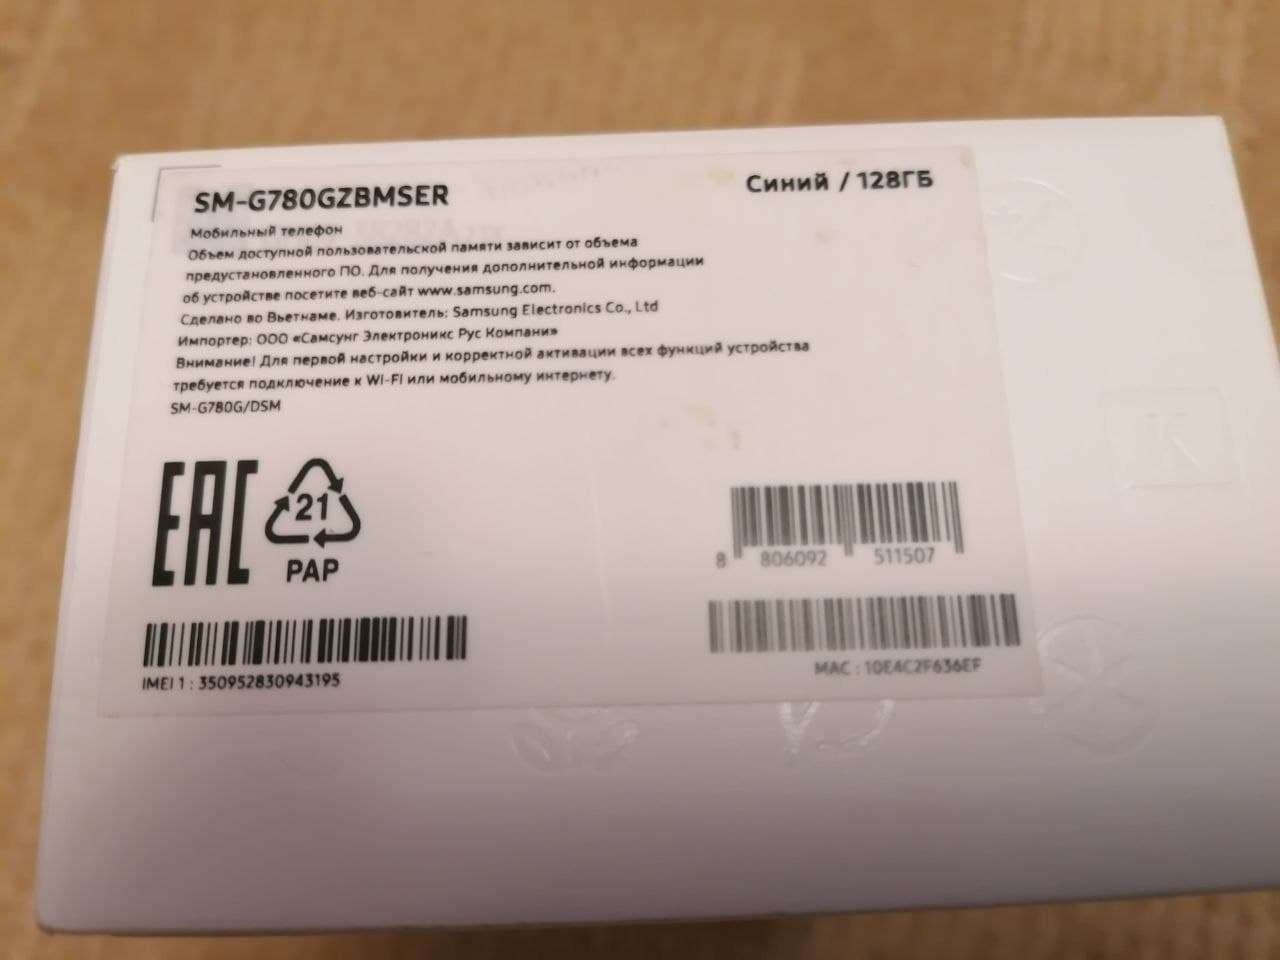 SM-G780GZBMSER
Синий / 128ГБ
Мобильный телефон
Объем доступной пользовательской памяти зависит от объема
предустановленного ПО. Для получения дополнительной информации
об устройстве посетите веб-сайт www.samsung.com.
Сделано во Вьетнаме. Изготовитель: Samsung Electronics Co., Ltd
Импортер: ООО «Самсунг Электроникс Рус Компани»
Внимание! Для первой настройки и корректной активации всех функций устройства
требуется подключение к Wi-Fi или мобильному интернету.
SM-G780G/DSM
EAC
21
PAP
8 806092 511507
IMEI 1 : 350952830943195
MAC : 10E4C2F636EF
K